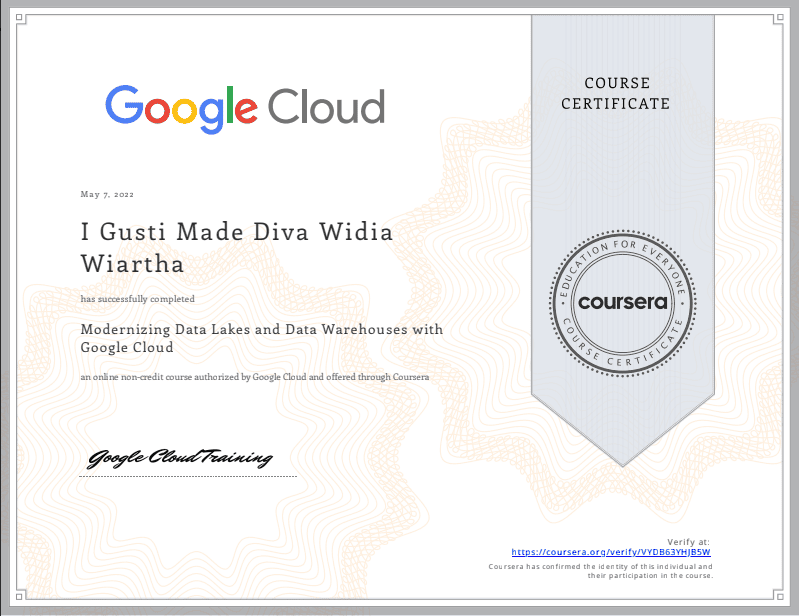 Google Cloud
COURSE
CERTIFICATE
May 7, 2022
I Gusti Made Diva Widia
Wiartha
has successfully completed
Modernizing Data Lakes and Data Warehouses with
Google Cloud
an online non-credit course authorized by Google Cloud and offered through Coursera
EDUCATION FOR EVERYONE
coursera
COURSE CERTIFICATE
Google Cloud Training
Verify at:
https://coursera.org/verify/VYDB63YHJB5W
Coursera has confirmed the identity of this individual and
their participation in the course.